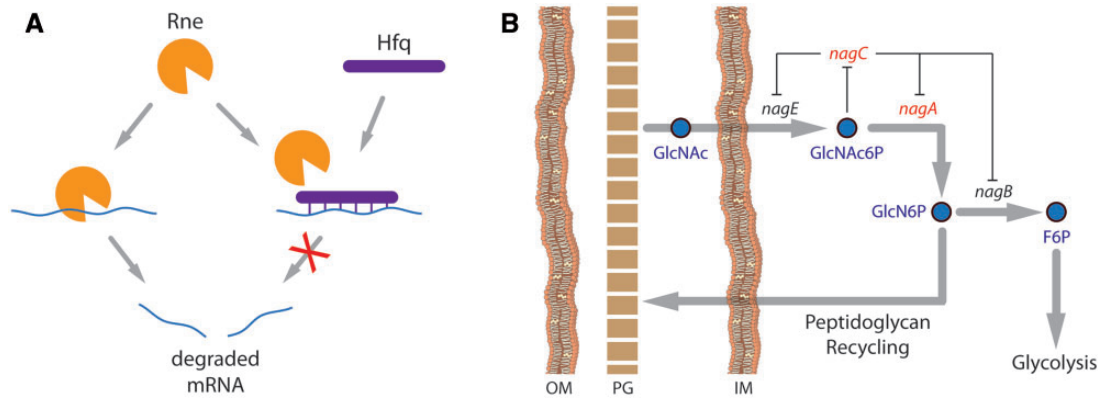 A
Rne
Hfq
degraded
mRNA
B
nagC
nagE
nagA
GlcNAc
GlcNAc6P
nagB
GlcN6P
F6P
Peptidoglycan
Recycling
Glycolysis
OM
PG
IM